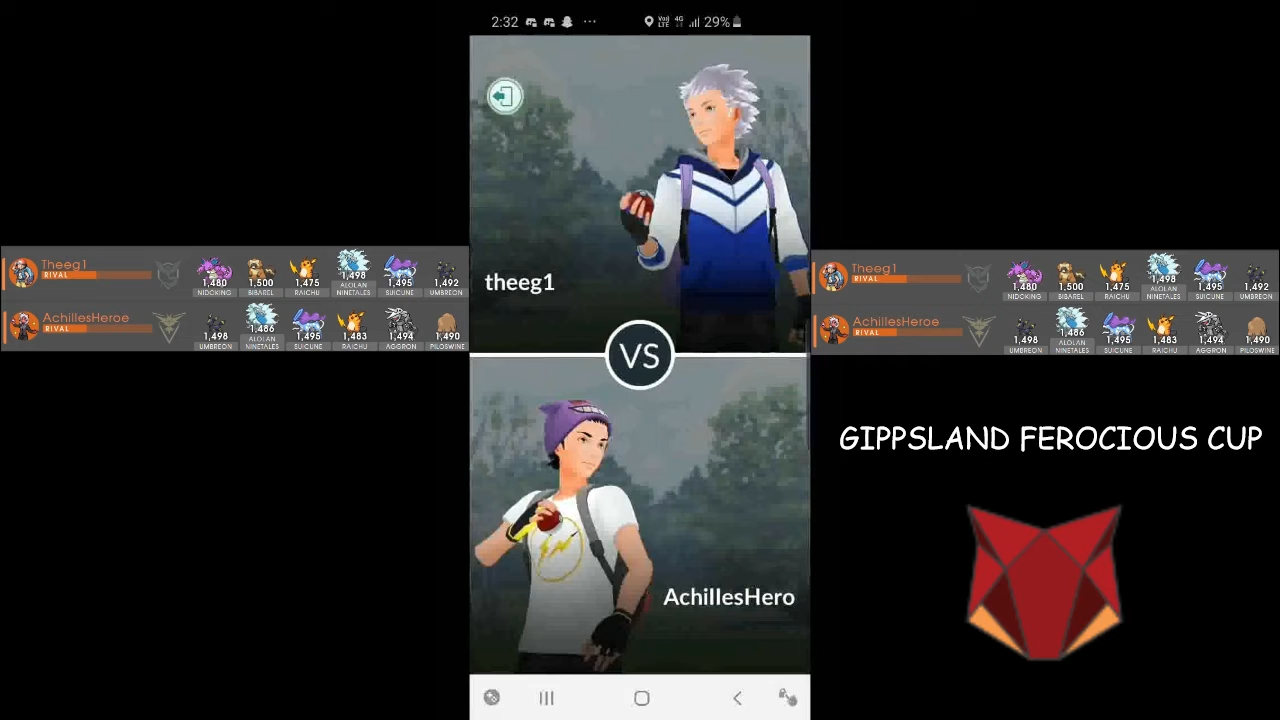 2:32 ... VoI LTE 4G 29%
theeg1
VS
AchillesHero
Theeg1
RIVAL
1,480 1,500 1,475 1,498 1,495 1,492
NIDOKING BIBAREL RAICHU ALOLAN NINETALES SUICUNE UMBREON
AchillesHeroe
RIVAL
1,498 1,486 1,495 1,483 1,494 1,490
UMBREON ALOLAN NINETALES SUICUNE RAICHU AGGRON PILOSWINE
Theeg1
RIVAL
1,480 1,500 1,475 1,498 1,495 1,492
NIDOKING BIBAREL RAICHU ALOLAN NINETALES SUICUNE UMBREON
AchillesHeroe
RIVAL
1,498 1,486 1,495 1,483 1,494 1,490
UMBREON ALOLAN NINETALES SUICUNE RAICHU AGGRON PILOSWINE
GIPPSLAND FEROCIOUS CUP